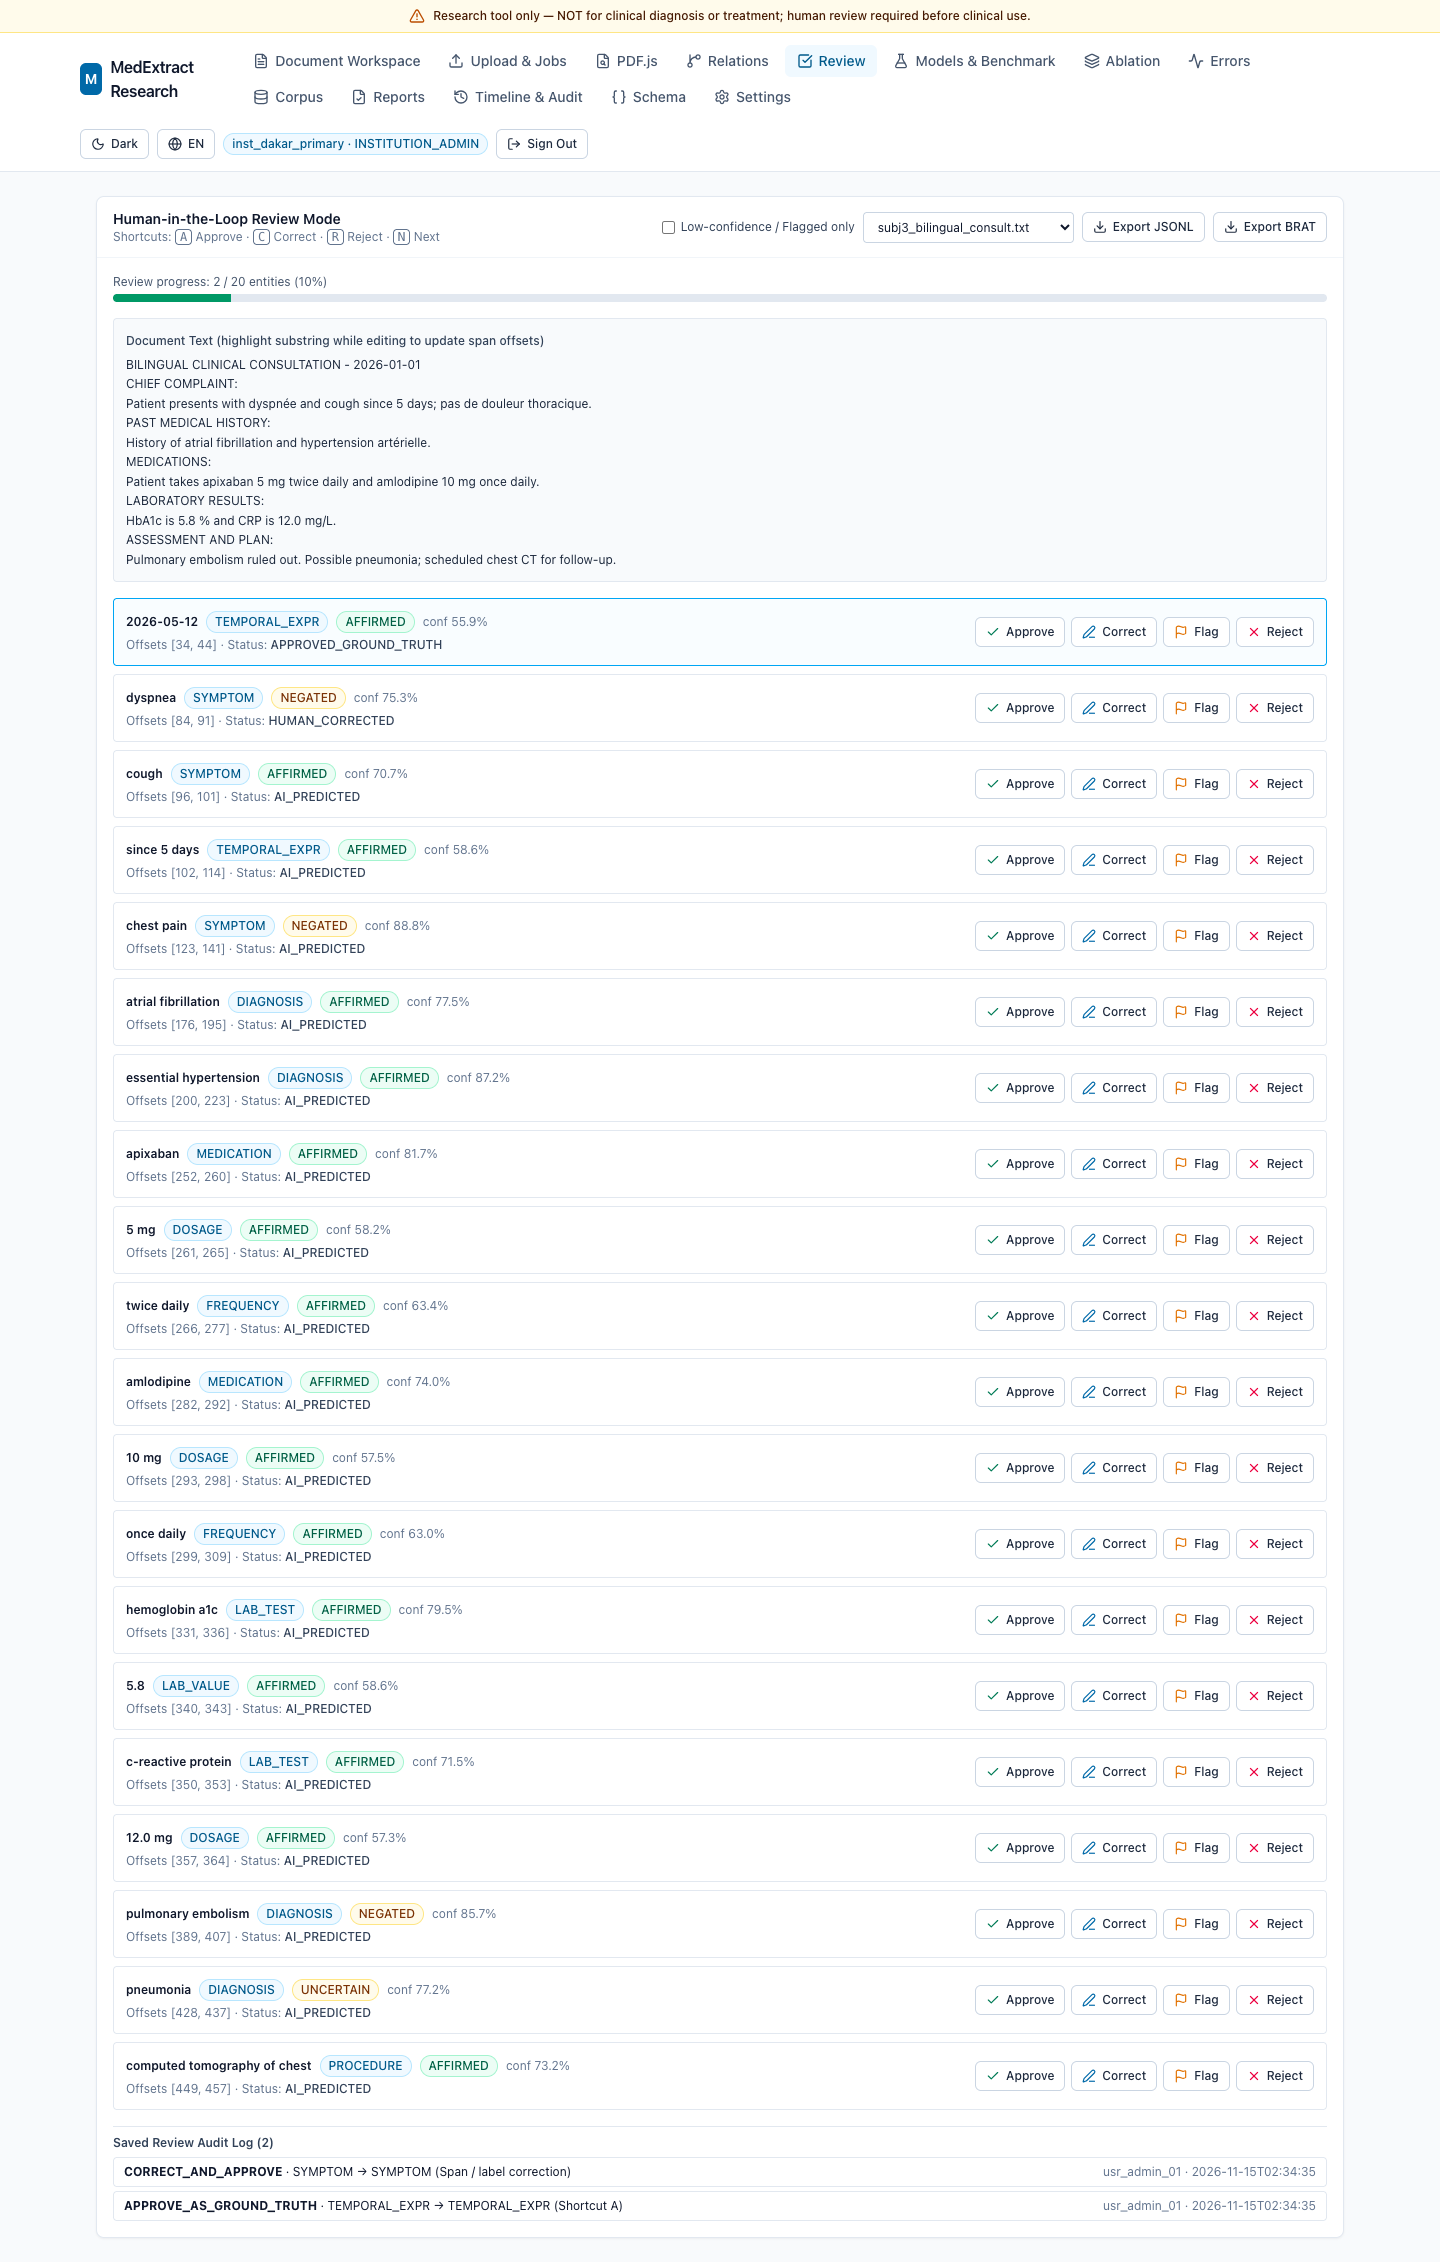 Research tool only — NOT for clinical diagnosis or treatment; human review required before clinical use.
M
MedExtract Research
Document Workspace
Upload & Jobs
PDF.js
Relations
Review
Models & Benchmark
Ablation
Errors
Corpus
Reports
Timeline & Audit
Schema
Settings
Dark
EN
inst_dakar_primary · INSTITUTION_ADMIN
Sign Out
Human-in-the-Loop Review Mode
Shortcuts: A Approve · C Correct · R Reject · N Next
Low-confidence / Flagged only
subj3_bilingual_consult.txt
Export JSONL
Export BRAT
Review progress: 2 / 20 entities (10%)
Document Text (highlight substring while editing to update span offsets)
BILINGUAL CLINICAL CONSULTATION - 2026-01-01
CHIEF COMPLAINT:
Patient presents with dyspnée and cough since 5 days; pas de douleur thoracique.
PAST MEDICAL HISTORY:
History of atrial fibrillation and hypertension artérielle.
MEDICATIONS:
Patient takes apixaban 5 mg twice daily and amlodipine 10 mg once daily.
LABORATORY RESULTS:
HbA1c is 5.8 % and CRP is 12.0 mg/L.
ASSESSMENT AND PLAN:
Pulmonary embolism ruled out. Possible pneumonia; scheduled chest CT for follow-up.
2026-05-12 TEMPORAL_EXPR AFFIRMED conf 55.9%
Offsets [34, 44] · Status: APPROVED_GROUND_TRUTH
Approve Correct Flag Reject
dyspnea SYMPTOM NEGATED conf 75.3%
Offsets [84, 91] · Status: HUMAN_CORRECTED
Approve Correct Flag Reject
cough SYMPTOM AFFIRMED conf 70.7%
Offsets [96, 101] · Status: AI_PREDICTED
Approve Correct Flag Reject
since 5 days TEMPORAL_EXPR AFFIRMED conf 58.6%
Offsets [102, 114] · Status: AI_PREDICTED
Approve Correct Flag Reject
chest pain SYMPTOM NEGATED conf 88.8%
Offsets [123, 141] · Status: AI_PREDICTED
Approve Correct Flag Reject
atrial fibrillation DIAGNOSIS AFFIRMED conf 77.5%
Offsets [176, 195] · Status: AI_PREDICTED
Approve Correct Flag Reject
essential hypertension DIAGNOSIS AFFIRMED conf 87.2%
Offsets [200, 223] · Status: AI_PREDICTED
Approve Correct Flag Reject
apixaban MEDICATION AFFIRMED conf 81.7%
Offsets [252, 260] · Status: AI_PREDICTED
Approve Correct Flag Reject
5 mg DOSAGE AFFIRMED conf 58.2%
Offsets [261, 265] · Status: AI_PREDICTED
Approve Correct Flag Reject
twice daily FREQUENCY AFFIRMED conf 63.4%
Offsets [266, 277] · Status: AI_PREDICTED
Approve Correct Flag Reject
amlodipine MEDICATION AFFIRMED conf 74.0%
Offsets [282, 292] · Status: AI_PREDICTED
Approve Correct Flag Reject
10 mg DOSAGE AFFIRMED conf 57.5%
Offsets [293, 298] · Status: AI_PREDICTED
Approve Correct Flag Reject
once daily FREQUENCY AFFIRMED conf 63.0%
Offsets [299, 309] · Status: AI_PREDICTED
Approve Correct Flag Reject
hemoglobin a1c LAB_TEST AFFIRMED conf 79.5%
Offsets [331, 336] · Status: AI_PREDICTED
Approve Correct Flag Reject
5.8 LAB_VALUE AFFIRMED conf 58.6%
Offsets [340, 343] · Status: AI_PREDICTED
Approve Correct Flag Reject
c-reactive protein LAB_TEST AFFIRMED conf 71.5%
Offsets [350, 353] · Status: AI_PREDICTED
Approve Correct Flag Reject
12.0 mg DOSAGE AFFIRMED conf 57.3%
Offsets [357, 364] · Status: AI_PREDICTED
Approve Correct Flag Reject
pulmonary embolism DIAGNOSIS NEGATED conf 85.7%
Offsets [389, 407] · Status: AI_PREDICTED
Approve Correct Flag Reject
pneumonia DIAGNOSIS UNCERTAIN conf 77.2%
Offsets [428, 437] · Status: AI_PREDICTED
Approve Correct Flag Reject
computed tomography of chest PROCEDURE AFFIRMED conf 73.2%
Offsets [449, 457] · Status: AI_PREDICTED
Approve Correct Flag Reject
Saved Review Audit Log (2)
CORRECT_AND_APPROVE · SYMPTOM → SYMPTOM (Span / label correction)
usr_admin_01 · 2026-11-15T02:34:35
APPROVE_AS_GROUND_TRUTH · TEMPORAL_EXPR → TEMPORAL_EXPR (Shortcut A)
usr_admin_01 · 2026-11-15T02:34:35